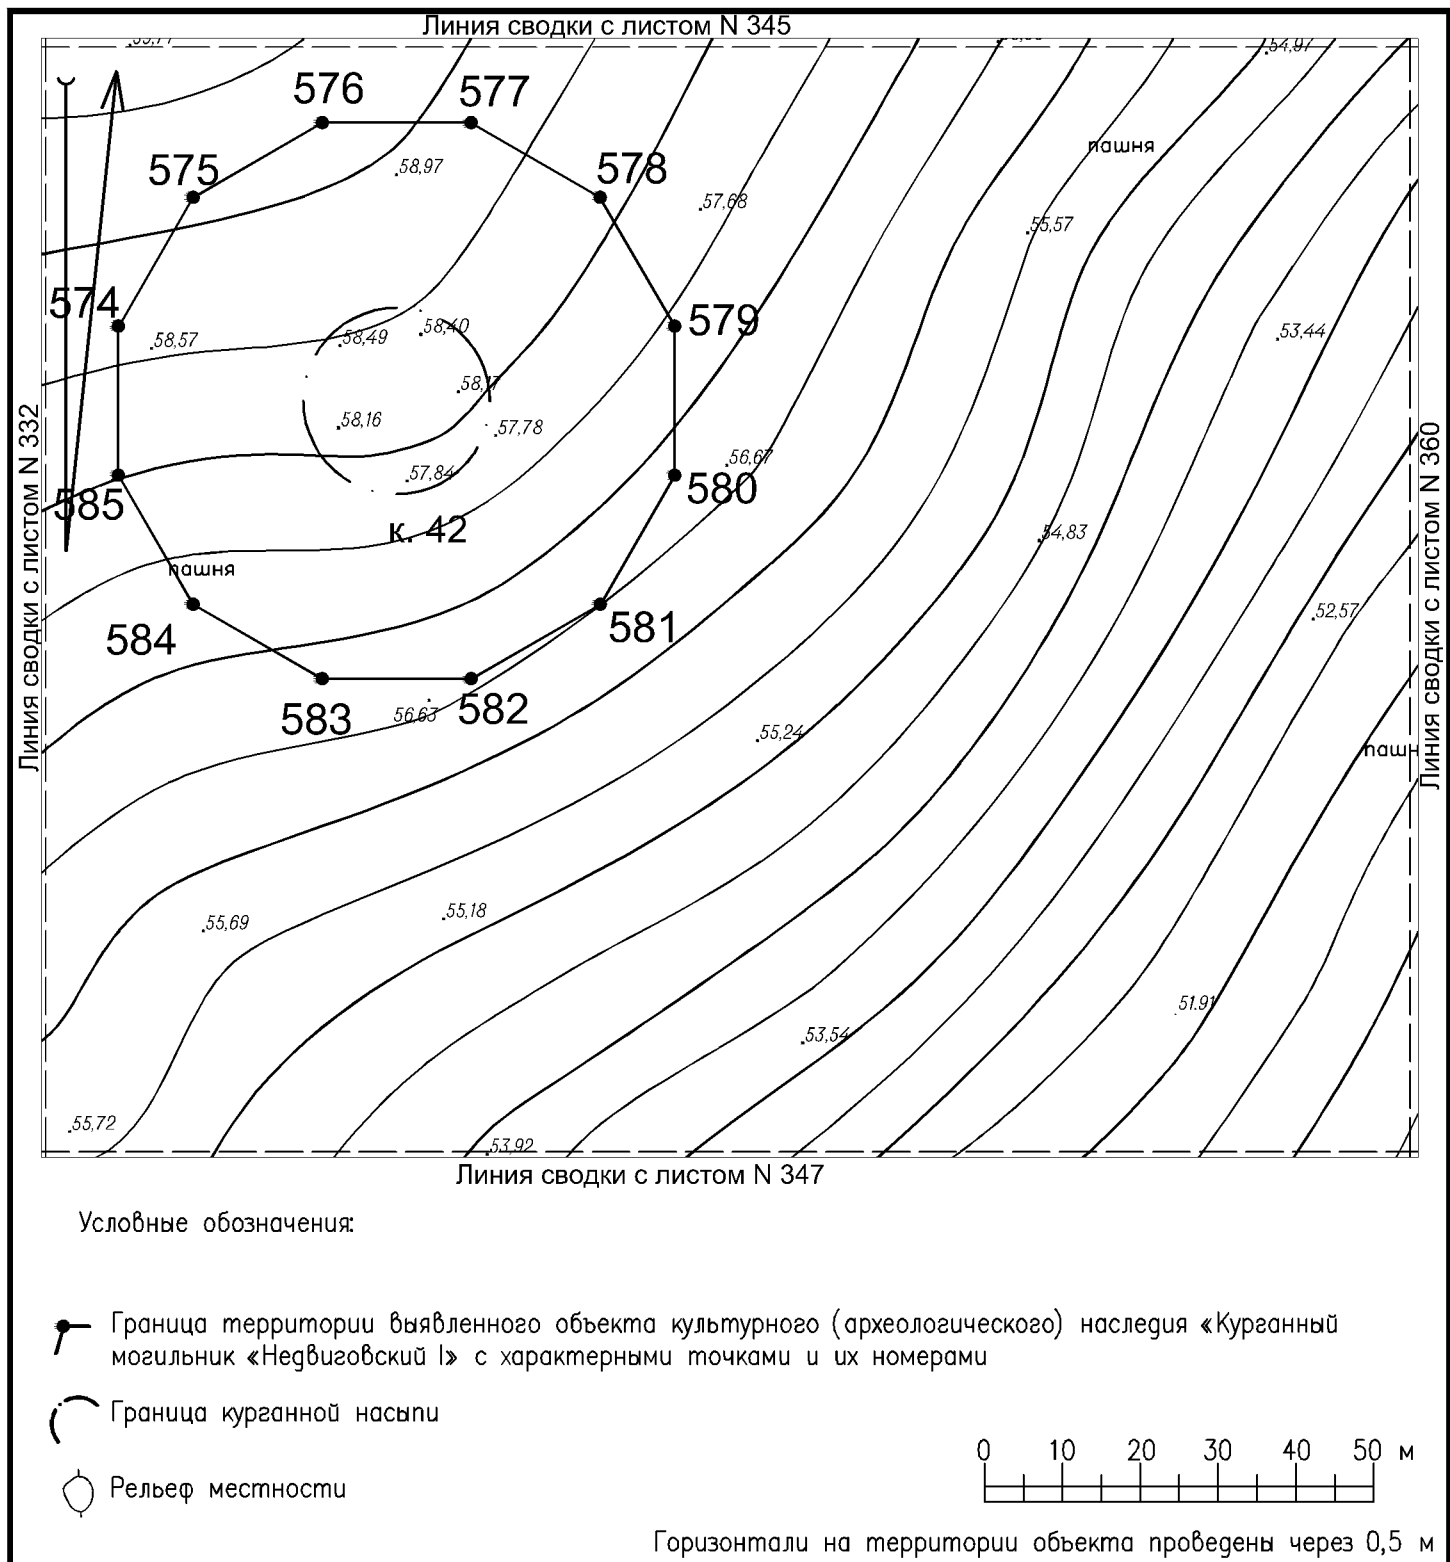 Линия сводки с листом N 345
54,97
576
577
пашня
58,97
575
578
57,68
55,57
574
579
58,49
58,40
58,57
53,44
58,17
58,16
57,78
Линия сводки с листом N 332
Линия сводки с листом N 360
56,67
57,84
580
585
к. 42
54,83
пашня
52,57
581
584
583
56,63
582
55,24
пашн
55,69
55,18
51.91
53,54
55,72
53,92
Линия сводки с листом N 347
Условные обозначения:
Граница территории выявленного объекта культурного (археологического) наследия «Курганный
могильник «Недвиговский I» с характерными точками и их номерами
Граница курганной насыпи
Рельеф местности
0 10 20 30 40 50 м
Горизонтали на территории объекта проведены через 0,5 м